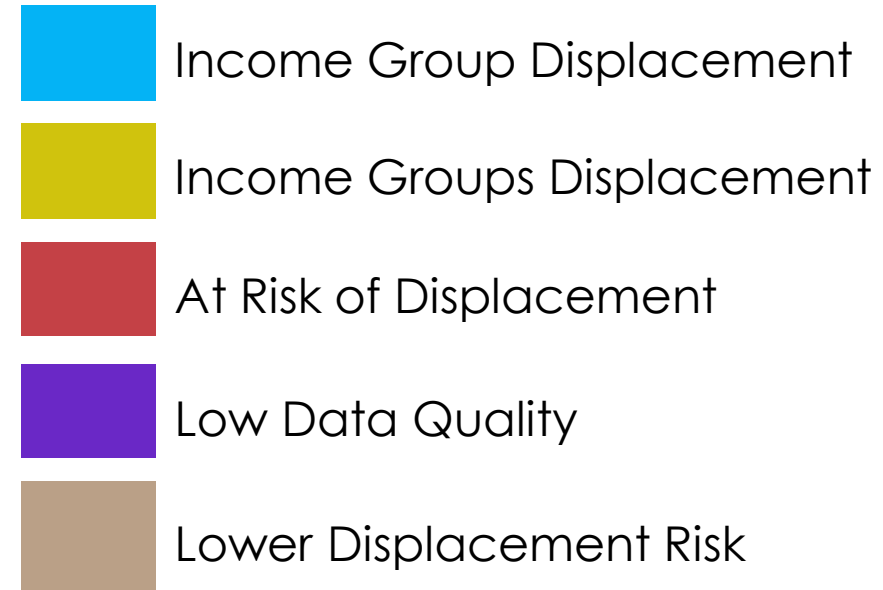 Income Group Displacement
Income Groups Displacement
At Risk of Displacement
Low Data Quality
Lower Displacement Risk